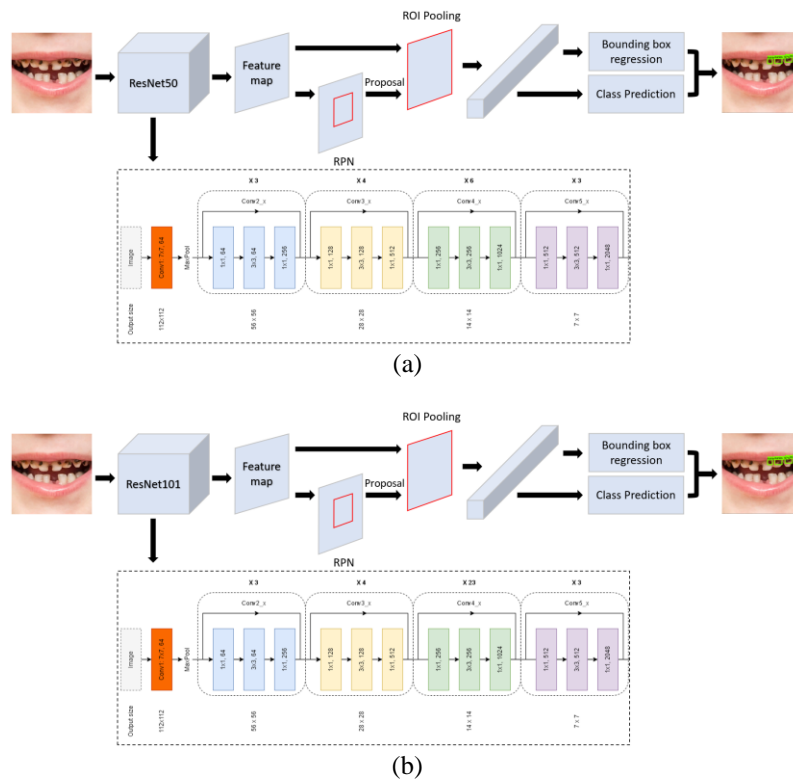 ROI Pooling
ResNet50
Feature
map
Proposal
RPN
Bounding box
regression
Class Prediction
X 3
X 4
X 6
X 3
Conv2_x
Conv3_x
Conv4_x
Conv5_x
Image
Conv1: 7x7, 64
MaxPool
1x1, 64
3x3, 64
1x1, 256
1x1, 128
3x3, 128
1x1, 512
1x1, 256
3x3, 256
1x1, 1024
1x1, 512
3x3, 512
1x1, 2048
Output size
112x112
56 x 56
28 x 28
14 x 14
7 x 7
(a)
ROI Pooling
ResNet101
Feature
map
Proposal
RPN
Bounding box
regression
Class Prediction
X 3
X 4
X 23
X 3
Conv2_x
Conv3_x
Conv4_x
Conv5_x
Image
Conv1: 7x7, 64
MaxPool
1x1, 64
3x3, 64
1x1, 256
1x1, 128
3x3, 128
1x1, 512
1x1, 256
3x3, 256
1x1, 1024
1x1, 512
3x3, 512
1x1, 2048
Output size
112x112
56 x 56
28 x 28
14 x 14
7 x 7
(b)